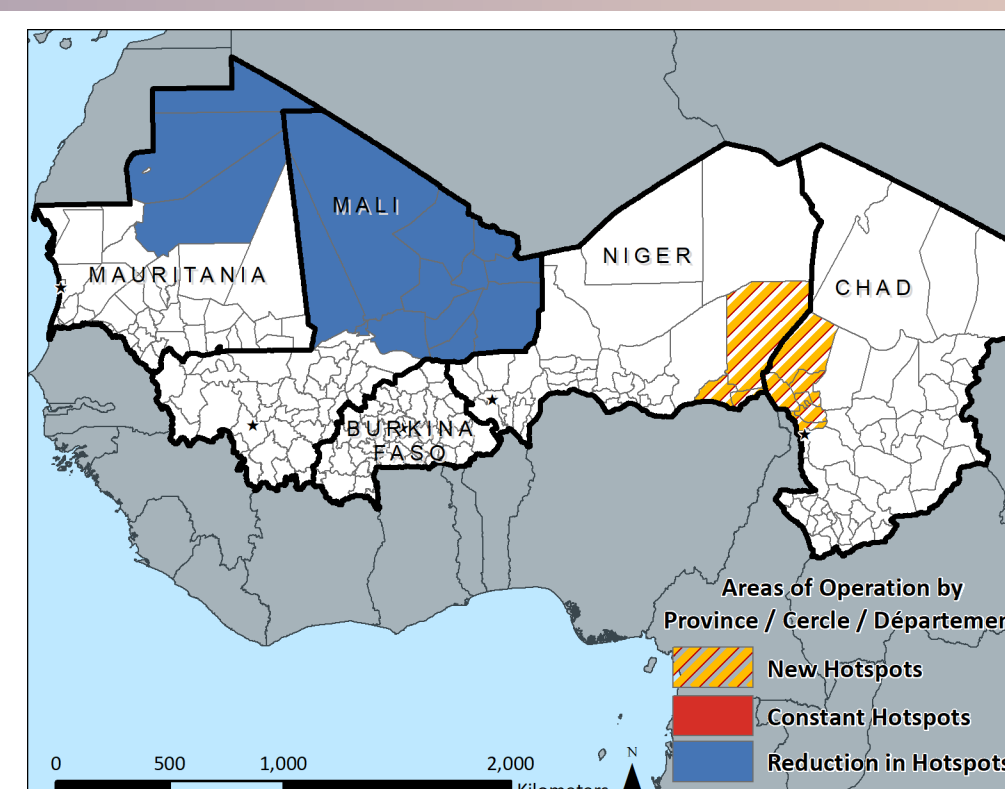 MALI
NIGER
MAURITANIA
CHAD
BURKINA
FASO
Areas of Operation by
Province / Cercle / Départemen
New Hotspots
Constant Hotspots
Reduction in Hotspots
N
0 500 1,000 2,000
Kilometers